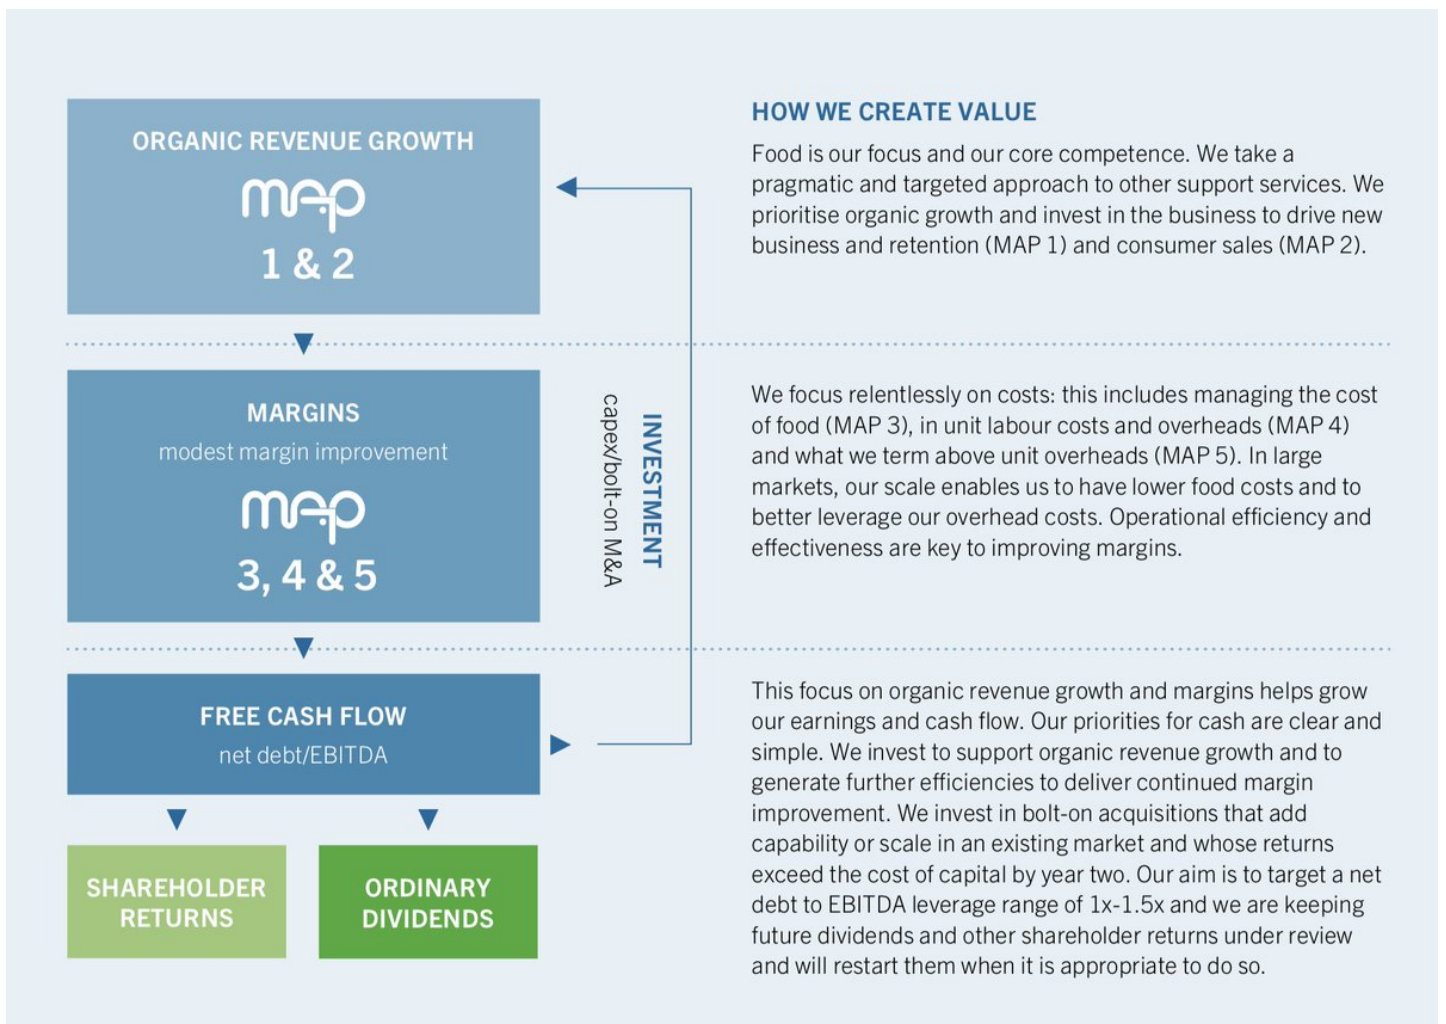 ORGANIC REVENUE GROWTH
map
1 & 2
MARGINS
modest margin improvement
map
3, 4 & 5
FREE CASH FLOW
net debt/EBITDA
SHAREHOLDER
RETURNS
ORDINARY
DIVIDENDS
INVESTMENT
capex/bolt-on M&A
HOW WE CREATE VALUE
Food is our focus and our core competence. We take a
pragmatic and targeted approach to other support services. We
prioritise organic growth and invest in the business to drive new
business and retention (MAP 1) and consumer sales (MAP 2).
We focus relentlessly on costs: this includes managing the cost
of food (MAP 3), in unit labour costs and overheads (MAP 4)
and what we term above unit overheads (MAP 5). In large
markets, our scale enables us to have lower food costs and to
better leverage our overhead costs. Operational efficiency and
effectiveness are key to improving margins.
This focus on organic revenue growth and margins helps grow
our earnings and cash flow. Our priorities for cash are clear and
simple. We invest to support organic revenue growth and to
generate further efficiencies to deliver continued margin
improvement. We invest in bolt-on acquisitions that add
capability or scale in an existing market and whose returns
exceed the cost of capital by year two. Our aim is to target a net
debt to EBITDA leverage range of 1x-1.5x and we are keeping
future dividends and other shareholder returns under review
and will restart them when it is appropriate to do so.